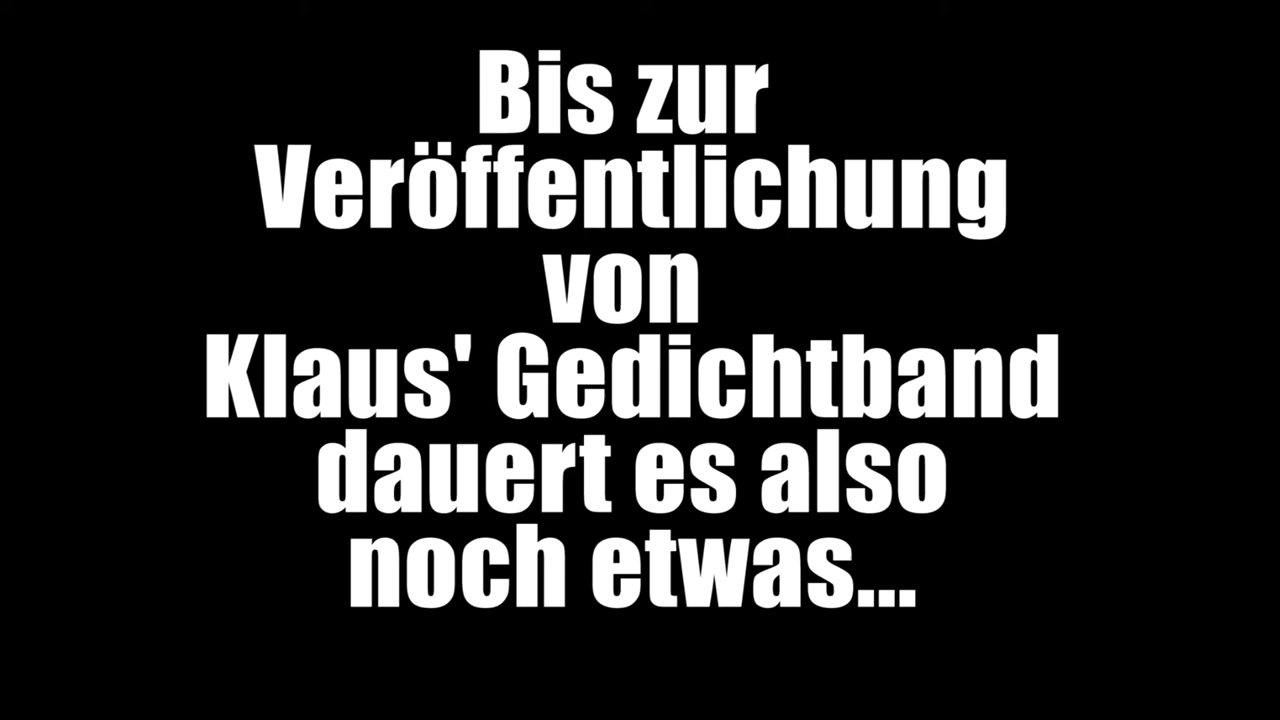 Bis zur
Veröffentlichung
von
Klaus' Gedichtband
dauert es also
noch etwas...